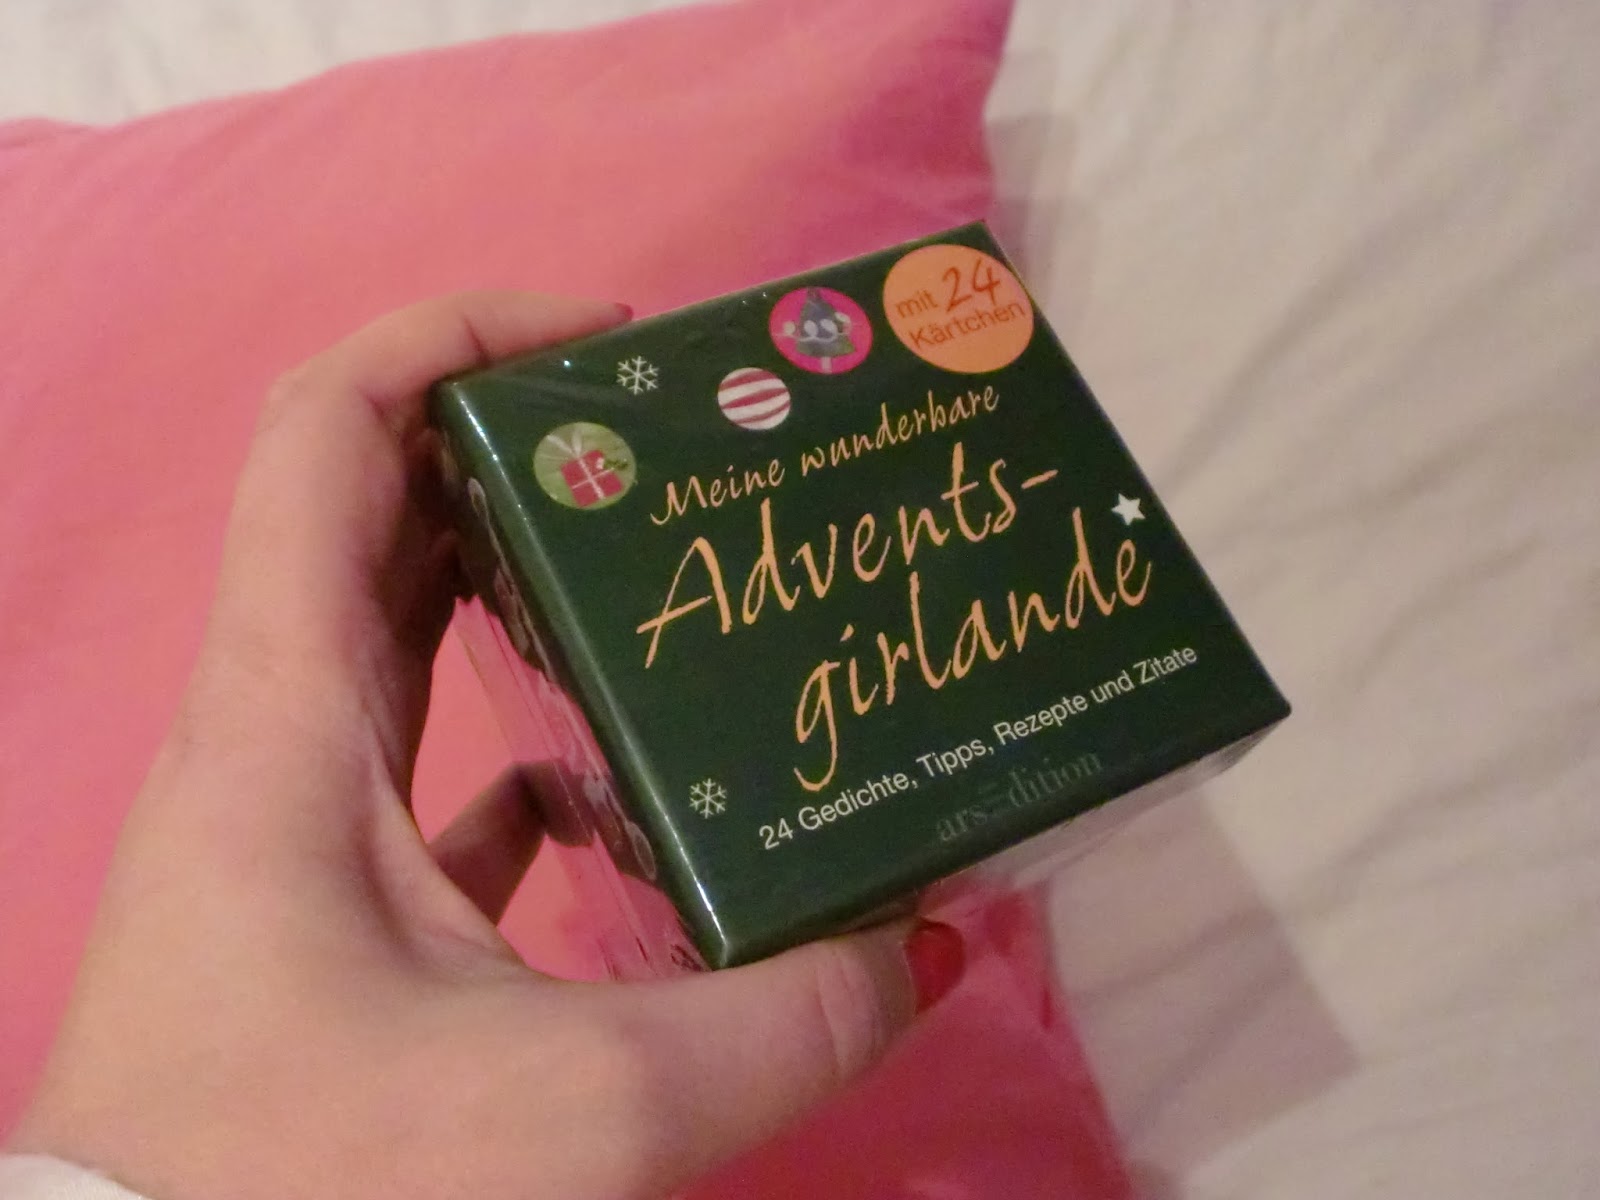 mit 24
Kärtchen
Meine wunderbare
Advents-
girlande
24 Gedichte, Tipps, Rezepte und Zitate
arsedition